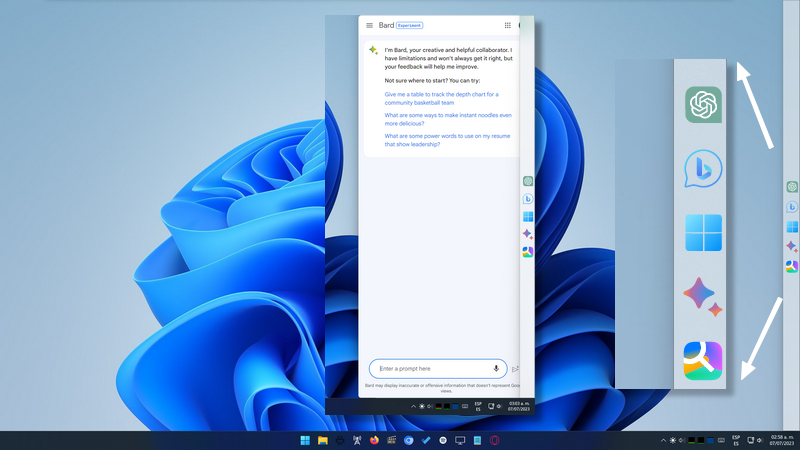 Bard Experiment
I'm Bard, your creative and helpful collaborator. I
have limitations and won't always get it right, but
your feedback will help me improve.
Not sure where to start? You can try:
Give me a table to track the depth chart for a
community basketball team
What are some ways to make instant noodles even
more delicious?
What are some power words to use on my resume
that show leadership?
Enter a prompt here
Bard may display inaccurate or offensive information that doesn't represent
views.
ESP
ES
03:03 a. m.
07/07/2023
ESP
ES
02:58 a. m.
07/07/2023